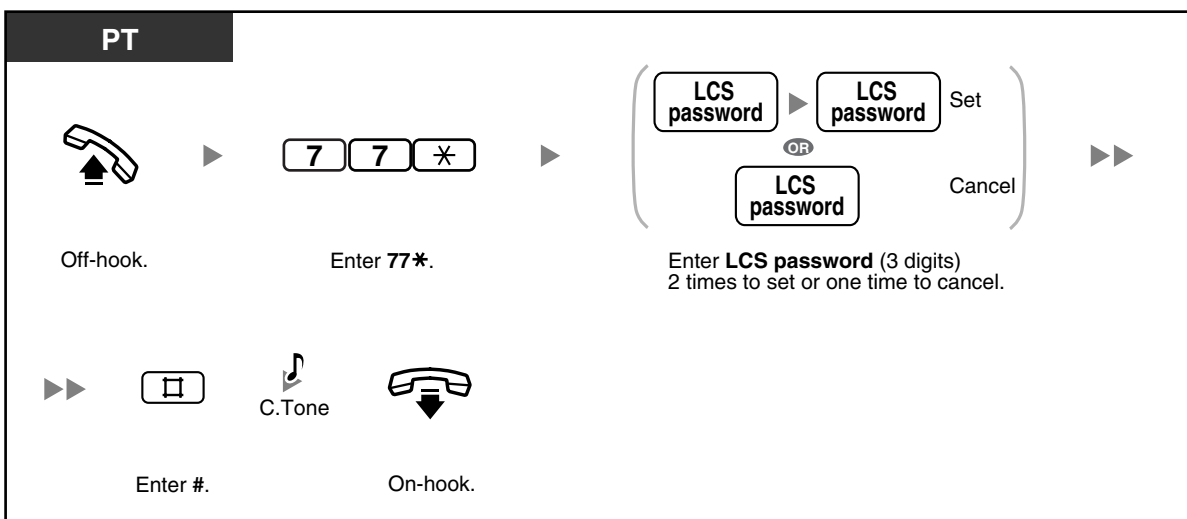 PT
LCS password LCS password Set
OR
LCS password Cancel
7 7 *
Off-hook.
Enter 77*.
Enter LCS password (3 digits)
2 times to set or one time to cancel.
#
C.Tone
Enter #.
On-hook.